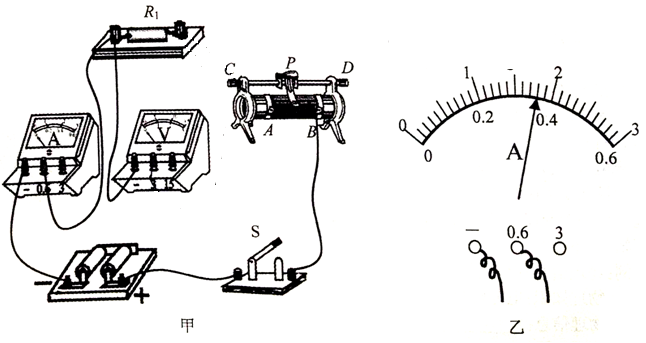 R1
C P D
A B
A
V
- 0.6 3
- 3 15
S
- +
甲
0 1 2 3
0 0.2 0.4 0.6
A
- 0.6 3
乙